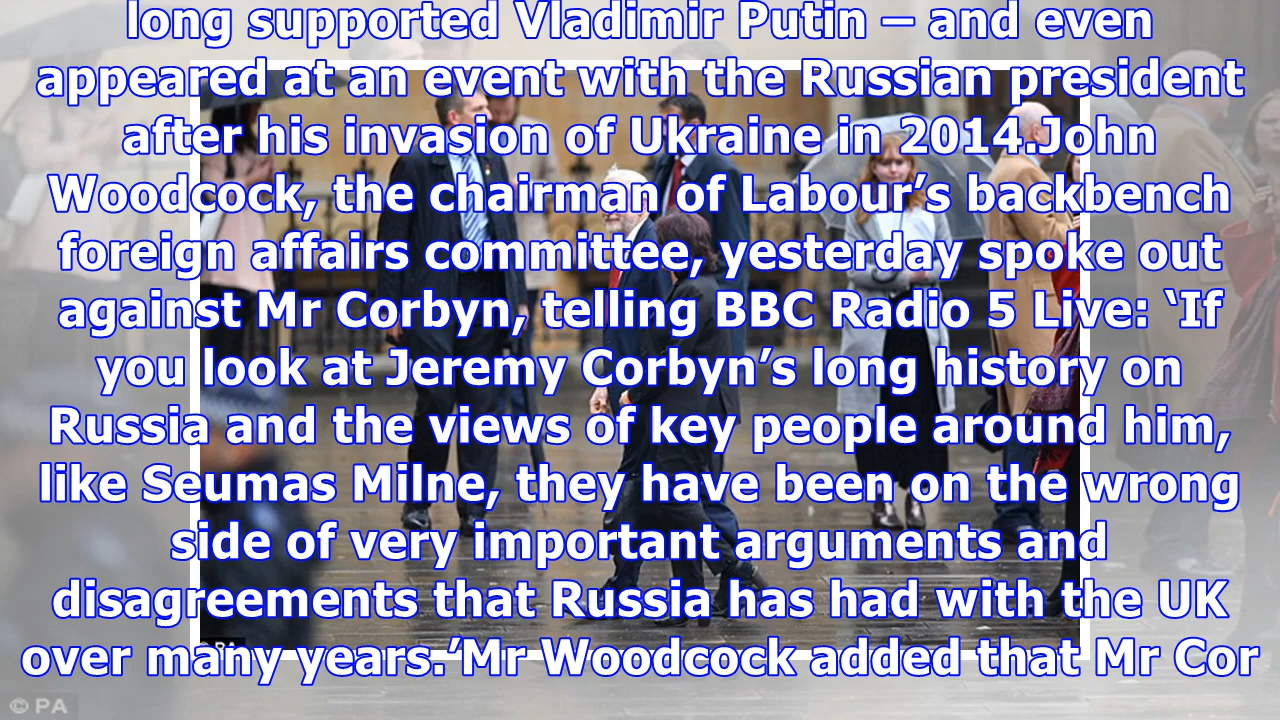 long supported Vladimir Putin – and even
appeared at an event with the Russian president
after his invasion of Ukraine in 2014.John
Woodcock, the chairman of Labour’s backbench
foreign affairs committee, yesterday spoke out
against Mr Corbyn, telling BBC Radio 5 Live: ‘If
you look at Jeremy Corbyn’s long history on
Russia and the views of key people around him,
like Seumas Milne, they have been on the wrong
side of very important arguments and
disagreements that Russia has had with the UK
over many years.’Mr Woodcock added that Mr Cor
© PA